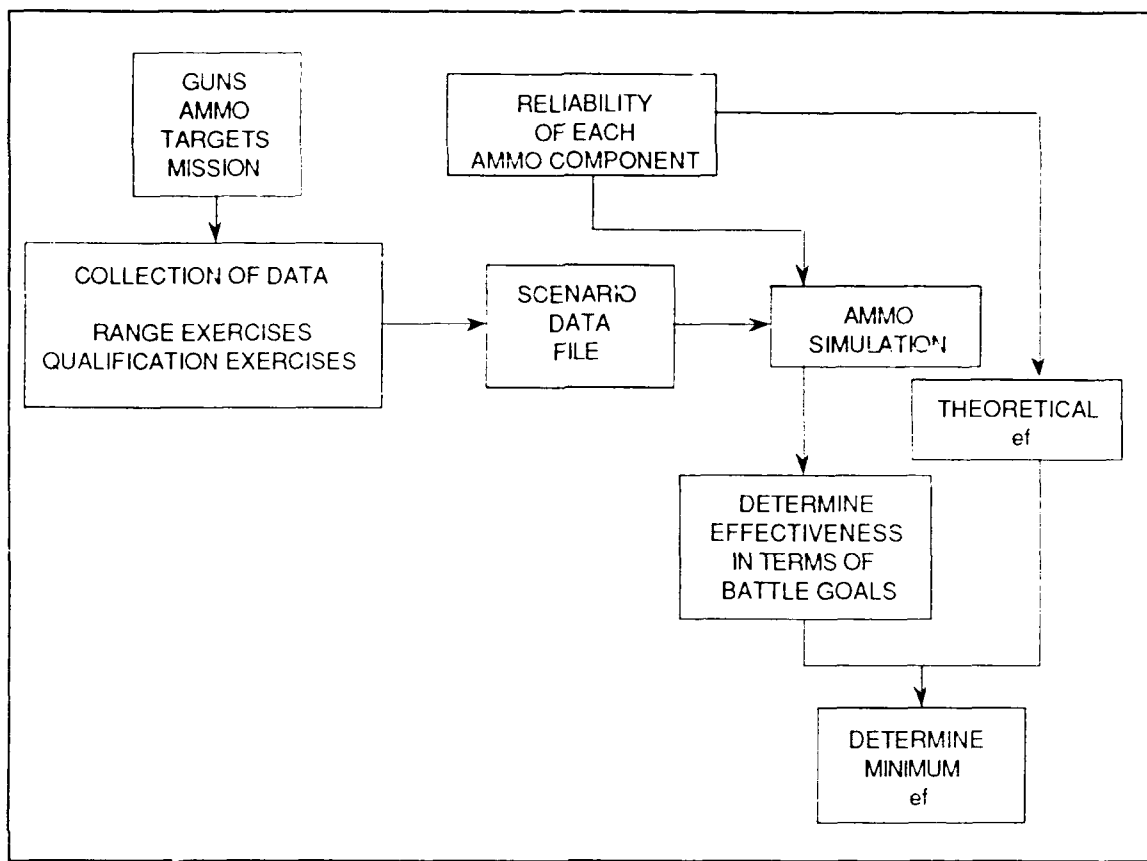 GUNS
AMMO
TARGETS
MISSION
RELIABILITY
OF EACH
AMMO COMPONENT
COLLECTION OF DATA
RANGE EXERCISES
QUALIFICATION EXERCISES
SCENARIO
DATA
FILE
AMMO
SIMULATION
THEORETICAL
ef
DETERMINE
EFFECTIVENESS
IN TERMS OF
BATTLE GOALS
DETERMINE
MINIMUM
ef